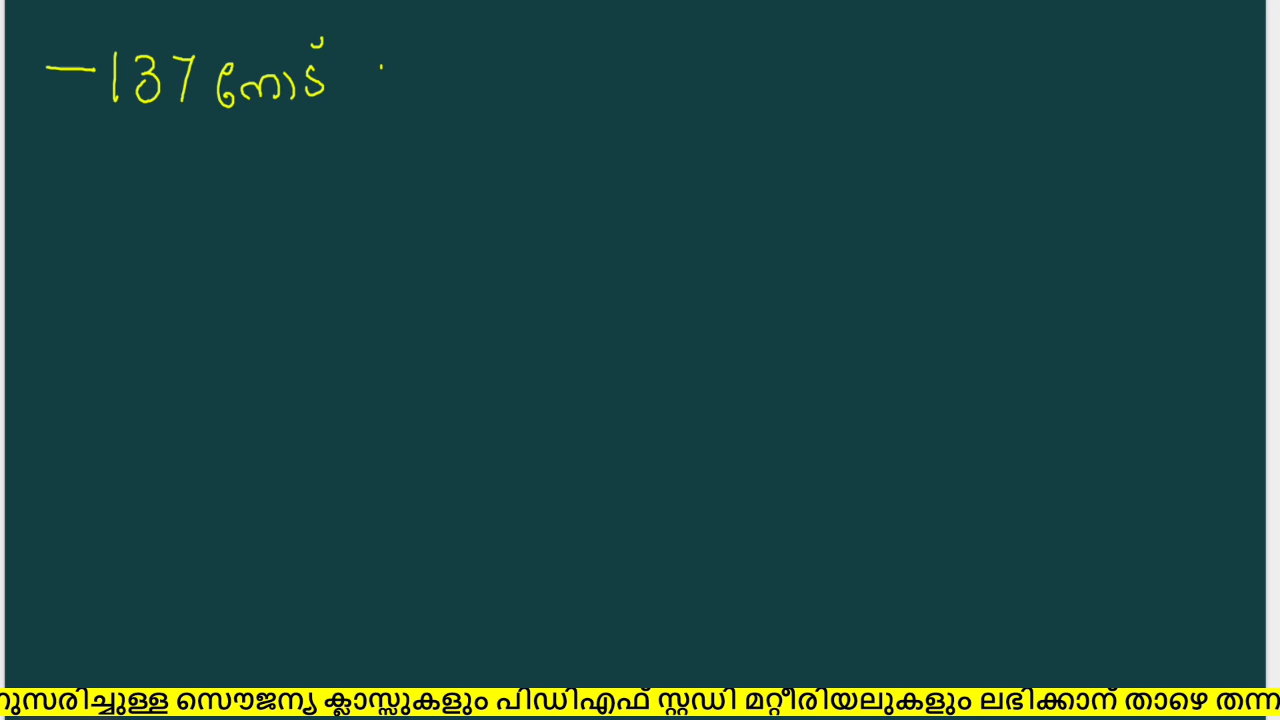 -137 നോട്
നുസരിച്ചുള്ള സൌജന്യ ക്ലാസ്സുകളും പിഡിഎഫ് സ്റ്റഡി മറ്റീരിയലുകളും ലഭിക്കാന് താഴെ തന്ന